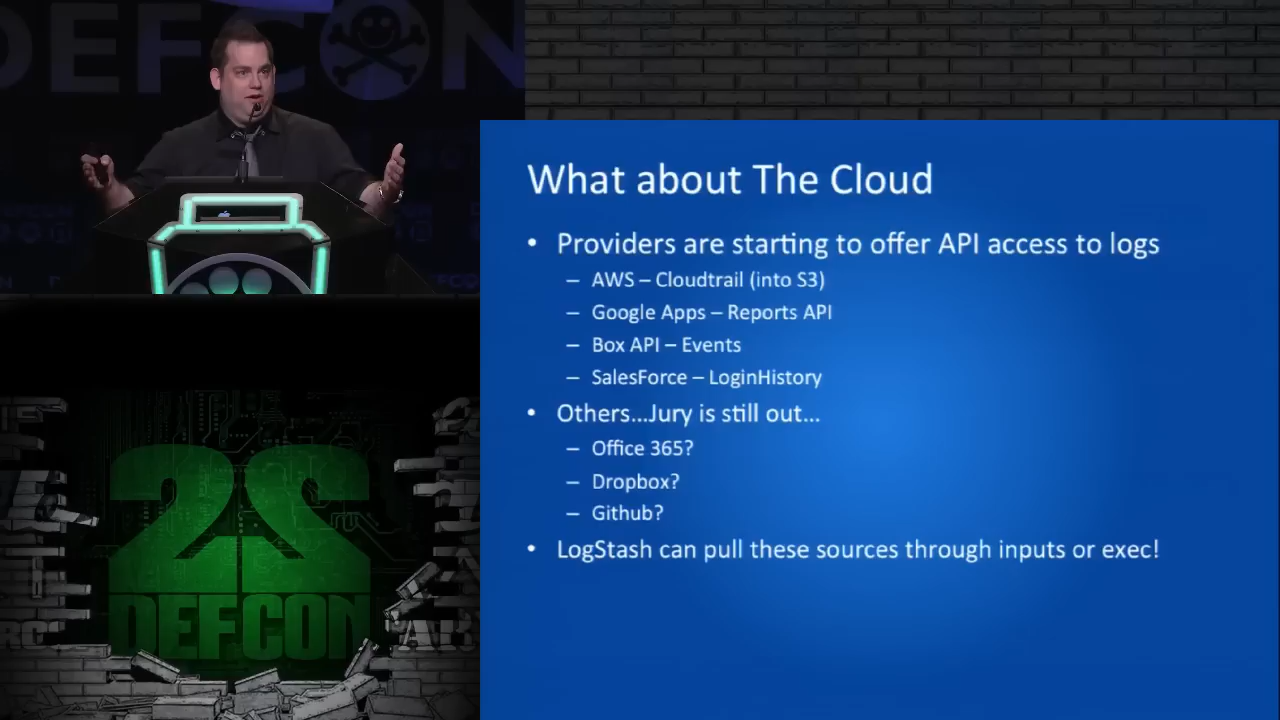 DEFCON
What about The Cloud
• Providers are starting to offer API access to logs
– AWS – Cloudtrail (into S3)
– Google Apps – Reports API
– Box API – Events
– SalesForce – LoginHistory
• Others...Jury is still out...
– Office 365?
– Dropbox?
– Github?
• LogStash can pull these sources through inputs or exec!
22
DEFCON